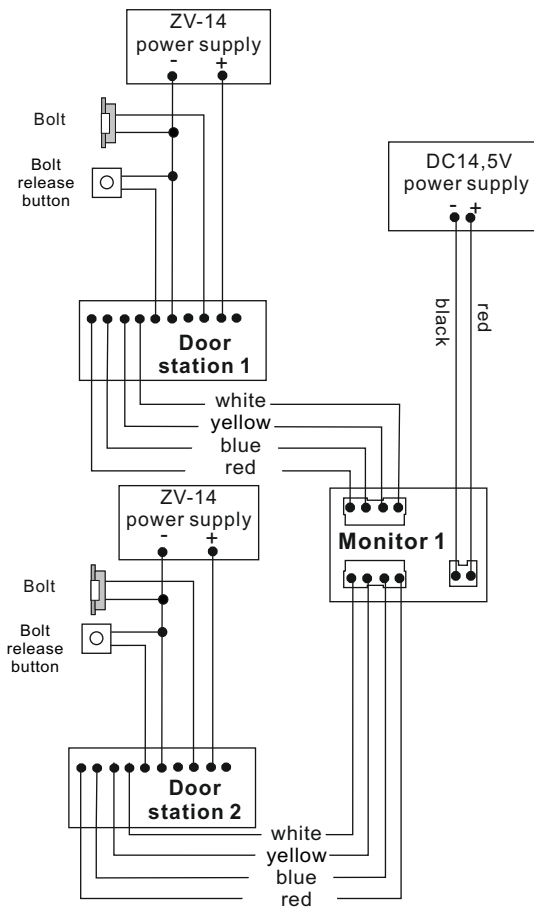 ZV-14
power supply
- +
Bolt
Bolt
release
button
DC14,5V
power supply
- +
black
red
Door
station 1
white
yellow
blue
red
ZV-14
power supply
- +
Monitor 1
Bolt
Bolt
release
button
Door
station 2
white
yellow
blue
red